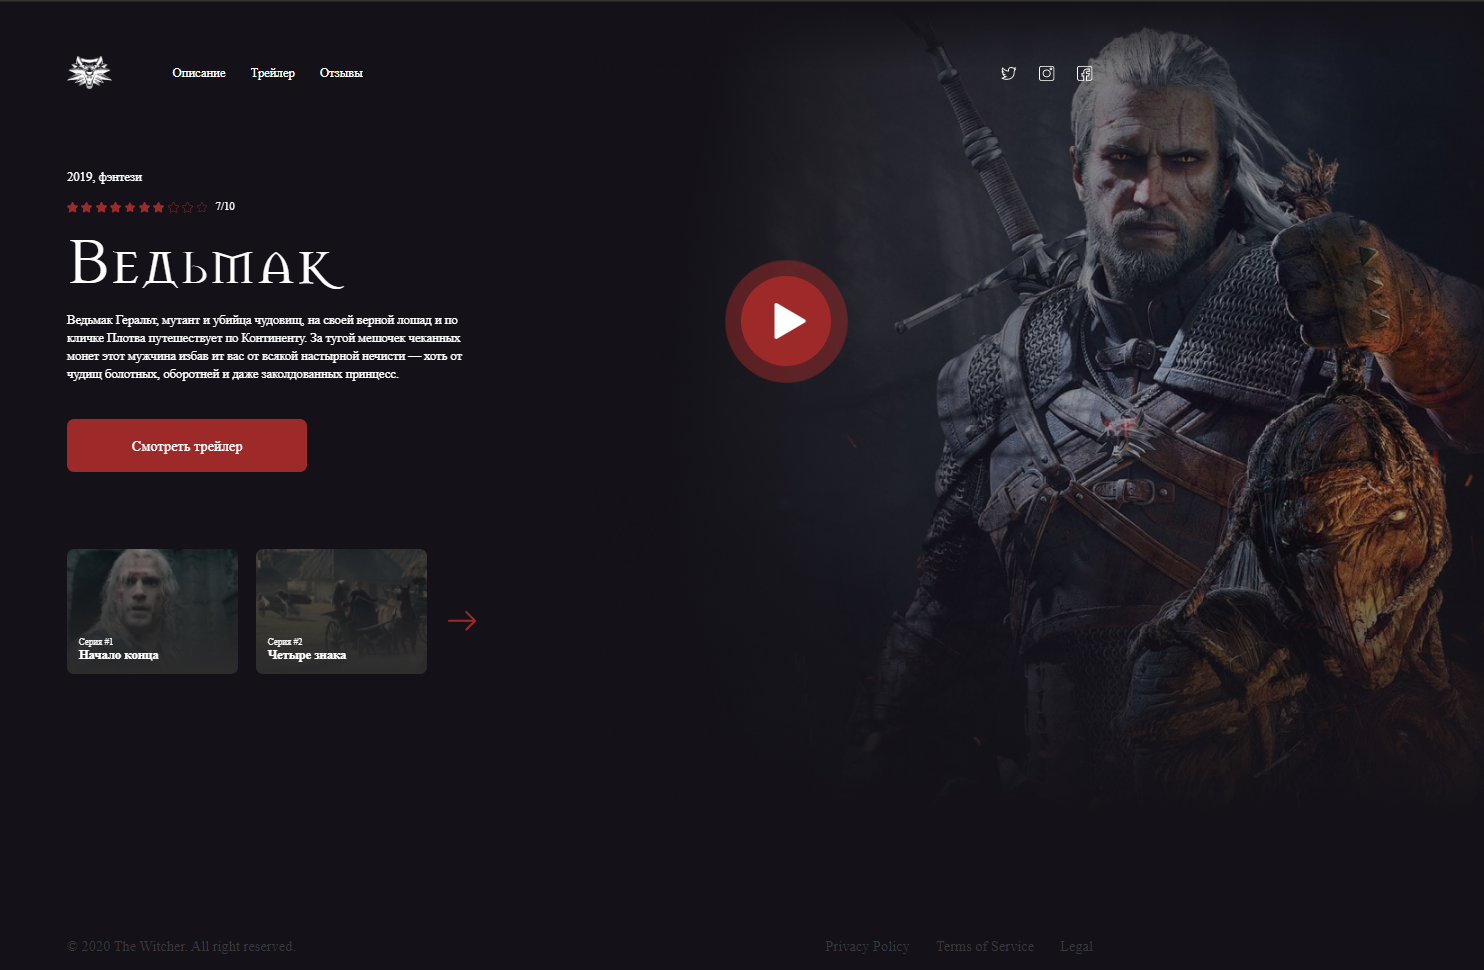 Описание Трейлер Отзывы
2019, фэнтези
7/10
Ведьмак
Ведьмак Геральт, мутант и убийца чудовищ, на своей верной лошад и по
кличке Плотва путешествует по Континенту. За тугой мешочек чеканных
монет этот мужчина избав ит вас от всякой настырной нечисти — хоть от
чудищ болотных, оборотней и даже заколдованных принцесс.
Смотреть трейлер
Серия #1
Начало конца
Серия #2
Четыре знака
© 2020 The Witcher. All right reserved.
Privacy Policy Terms of Service Legal